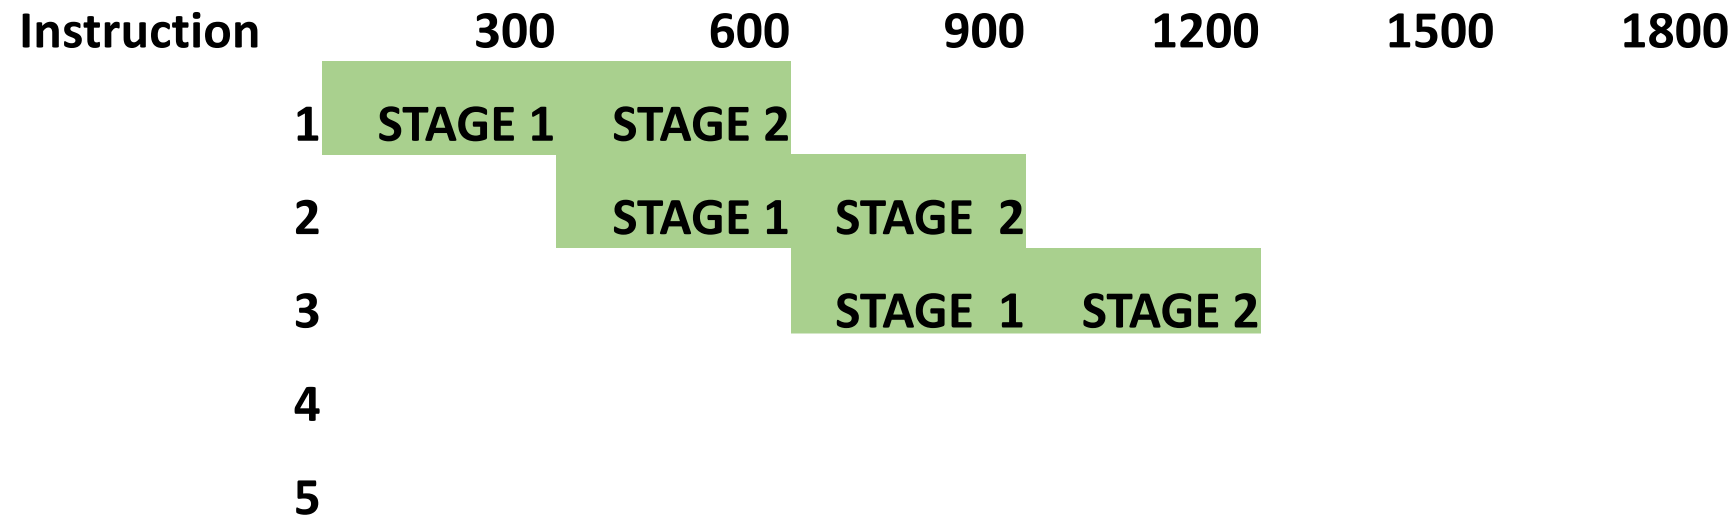 Instruction 300 600 900 1200 1500 1800
1 STAGE 1 STAGE 2
2 STAGE 1 STAGE  2
3 STAGE  1 STAGE 2
4
5